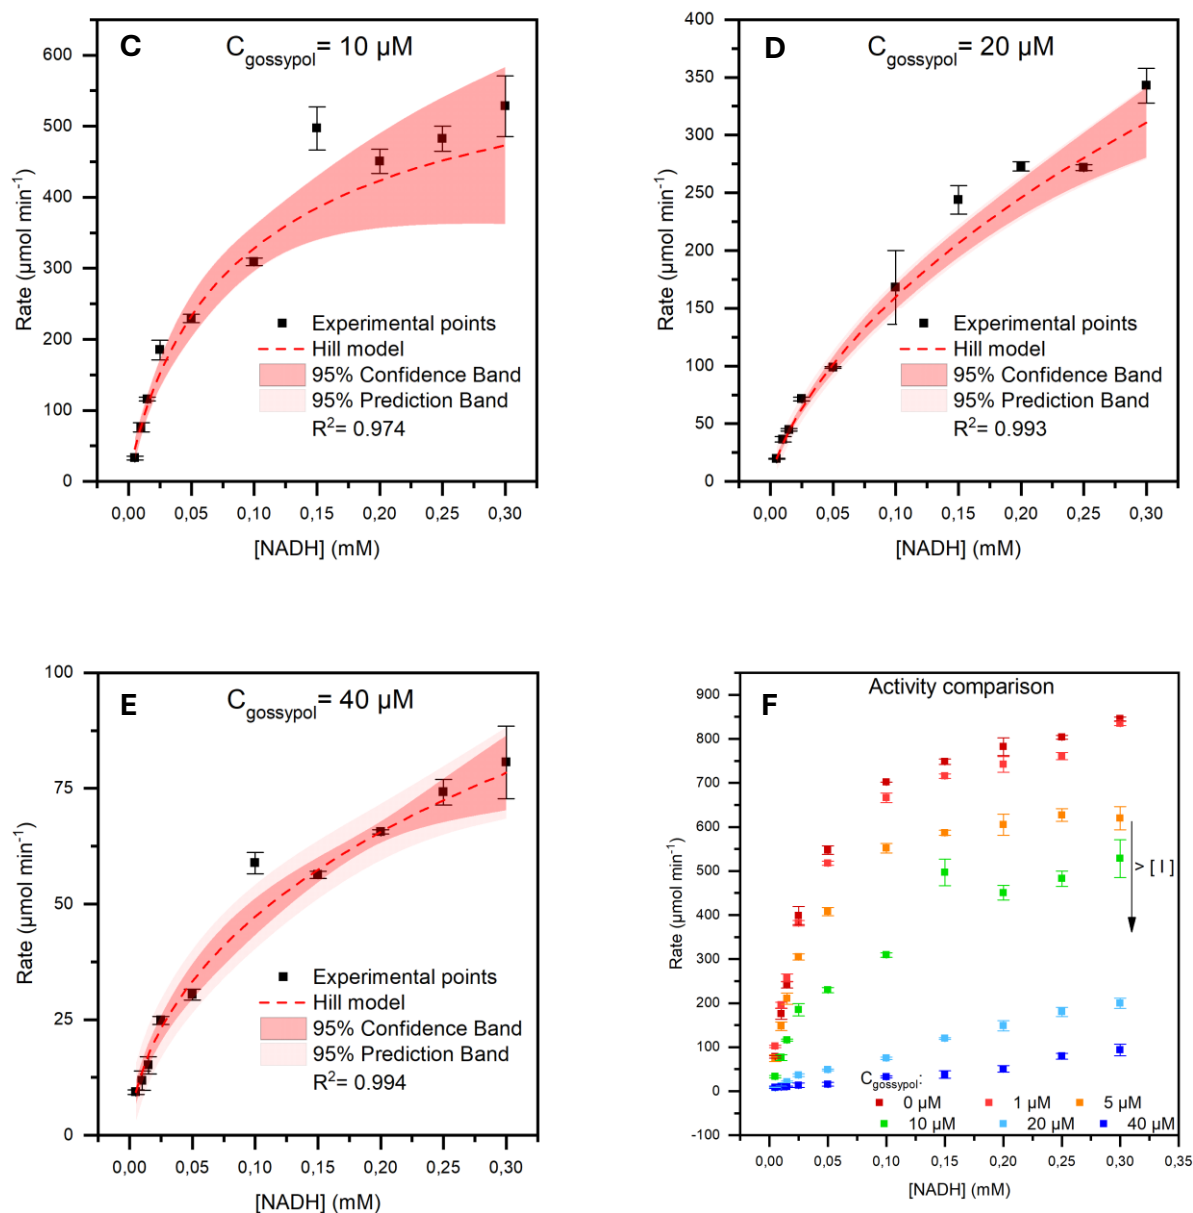 C
C_gossypol = 10 µM
600
500
400
300
200
100
0
Rate (µmol min⁻¹)
Experimental points
Hill model
95% Confidence Band
95% Prediction Band
R²= 0.974
0,00 0,05 0,10 0,15 0,20 0,25 0,30
[NADH] (mM)
D
C_gossypol = 20 µM
400
350
300
250
200
150
100
50
0
Rate (µmol min⁻¹)
Experimental points
Hill model
95% Confidence Band
95% Prediction Band
R²= 0.993
0,00 0,05 0,10 0,15 0,20 0,25 0,30
[NADH] (mM)
E
C_gossypol = 40 µM
100
75
50
25
0
Rate (µmol min⁻¹)
Experimental points
Hill model
95% Confidence Band
95% Prediction Band
R²= 0.994
0,00 0,05 0,10 0,15 0,20 0,25 0,30
[NADH] (mM)
F
Activity comparison
900
800
700
600
500
400
300
200
100
0
-100
Rate (µmol min⁻¹)
> [ I ]
C_gossypol:
0 µM 1 µM 5 µM
10 µM 20 µM 40 µM
0,00 0,05 0,10 0,15 0,20 0,25 0,30 0,35
[NADH] (mM)